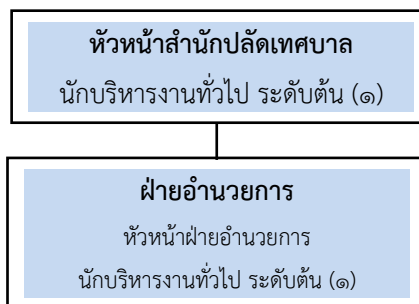 หัวหน้าสำนักปลัดเทศบาล
นักบริหารงานทั่วไป ระดับต้น (๑)
ฝ่ายอำนวยการ
หัวหน้าฝ่ายอำนวยการ
นักบริหารงานทั่วไป ระดับต้น (๑)